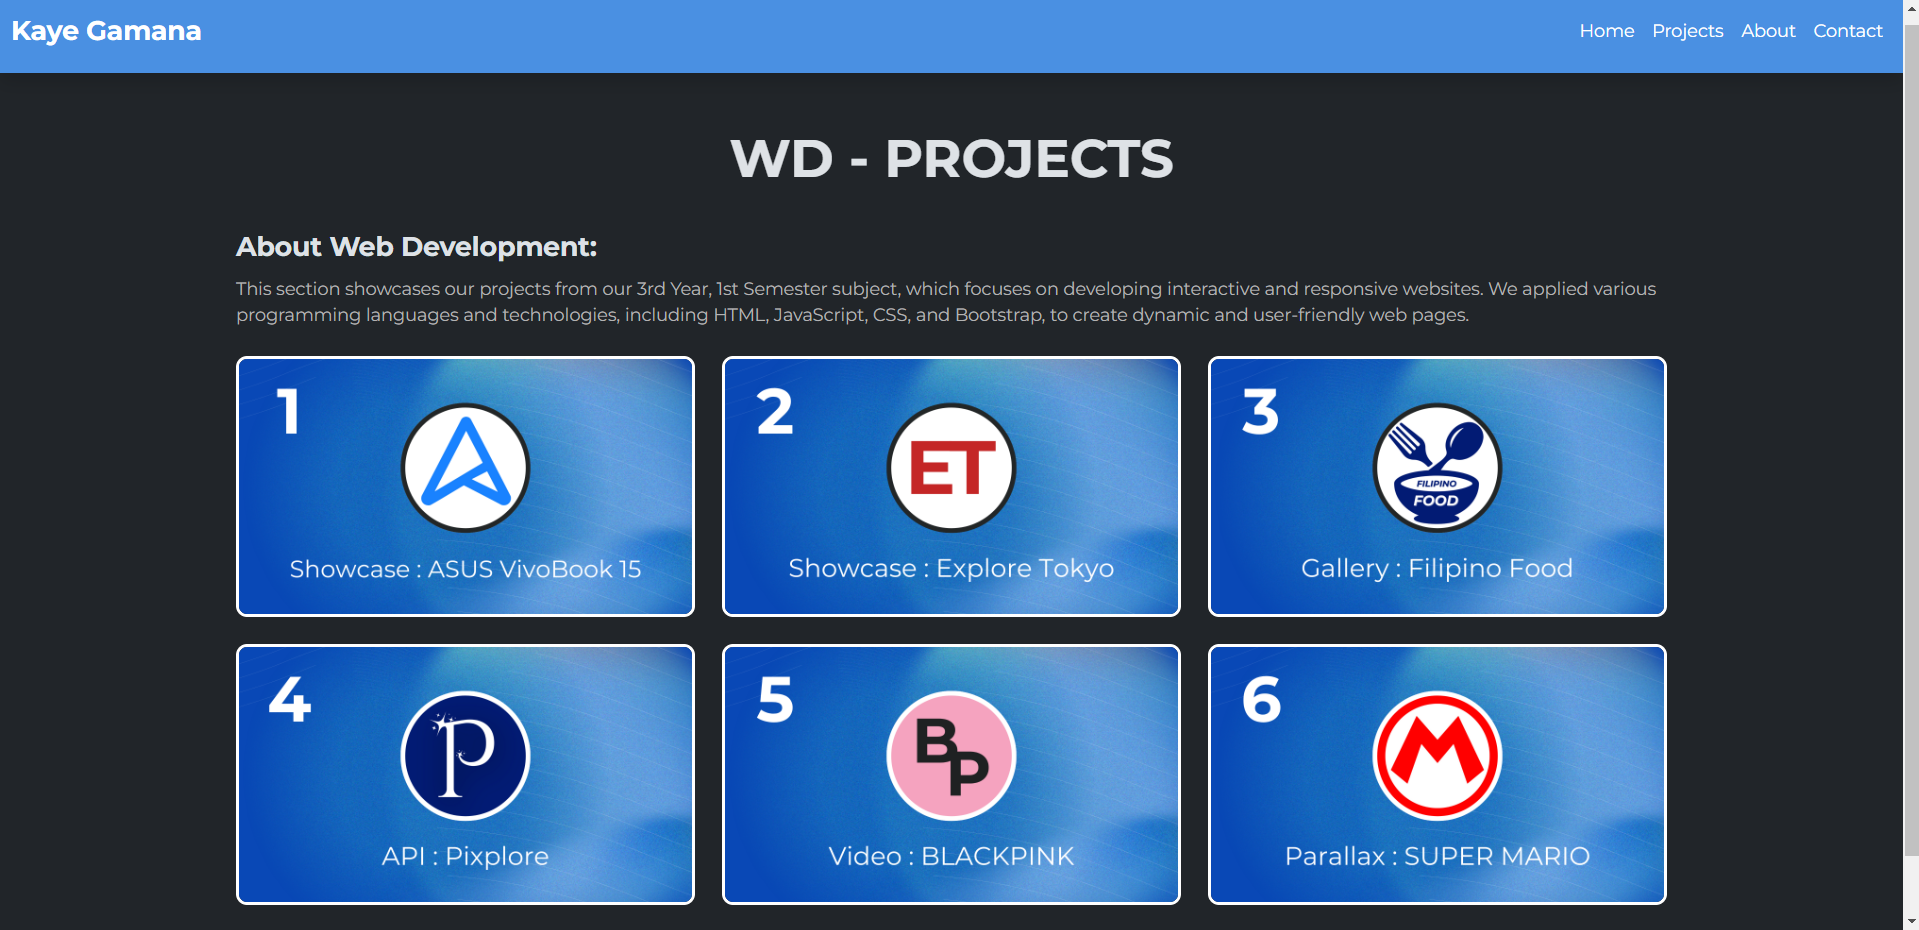 Kaye Gamana
Home Projects About Contact
WD - PROJECTS
About Web Development:
This section showcases our projects from our 3rd Year, 1st Semester subject, which focuses on developing interactive and responsive websites. We applied various
programming languages and technologies, including HTML, JavaScript, CSS, and Bootstrap, to create dynamic and user-friendly web pages.
1
Showcase : ASUS VivoBook 15
2
ET
Showcase : Explore Tokyo
3
FILIPINO
FOOD
Gallery : Filipino Food
4
P
API : Pixplore
5
BP
Video : BLACKPINK
6
M
Parallax : SUPER MARIO